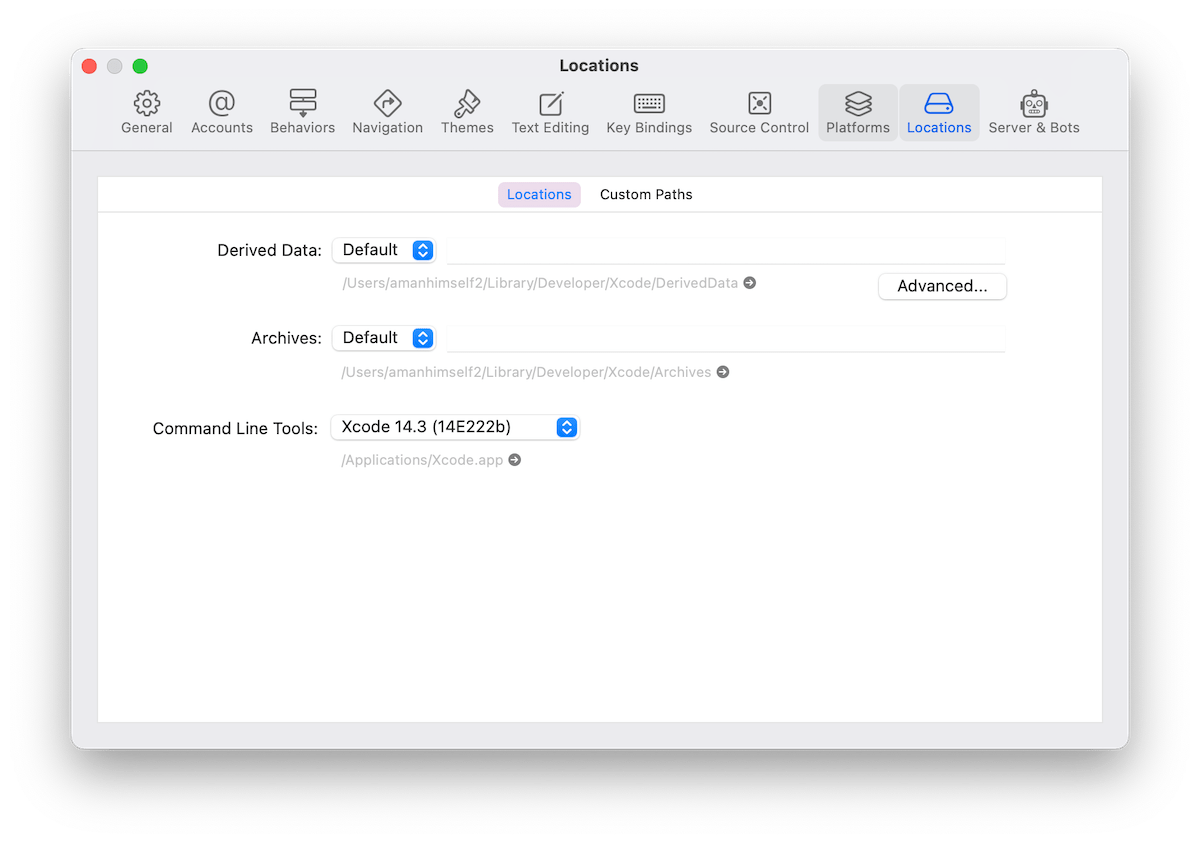 Locations
General Accounts Behaviors Navigation Themes Text Editing Key Bindings Source Control Platforms Locations Server & Bots
Locations Custom Paths
Derived Data: Default
/Users/amanhimself2/Library/Developer/Xcode/DerivedData
Advanced...
Archives: Default
/Users/amanhimself2/Library/Developer/Xcode/Archives
Command Line Tools: Xcode 14.3 (14E222b)
/Applications/Xcode.app